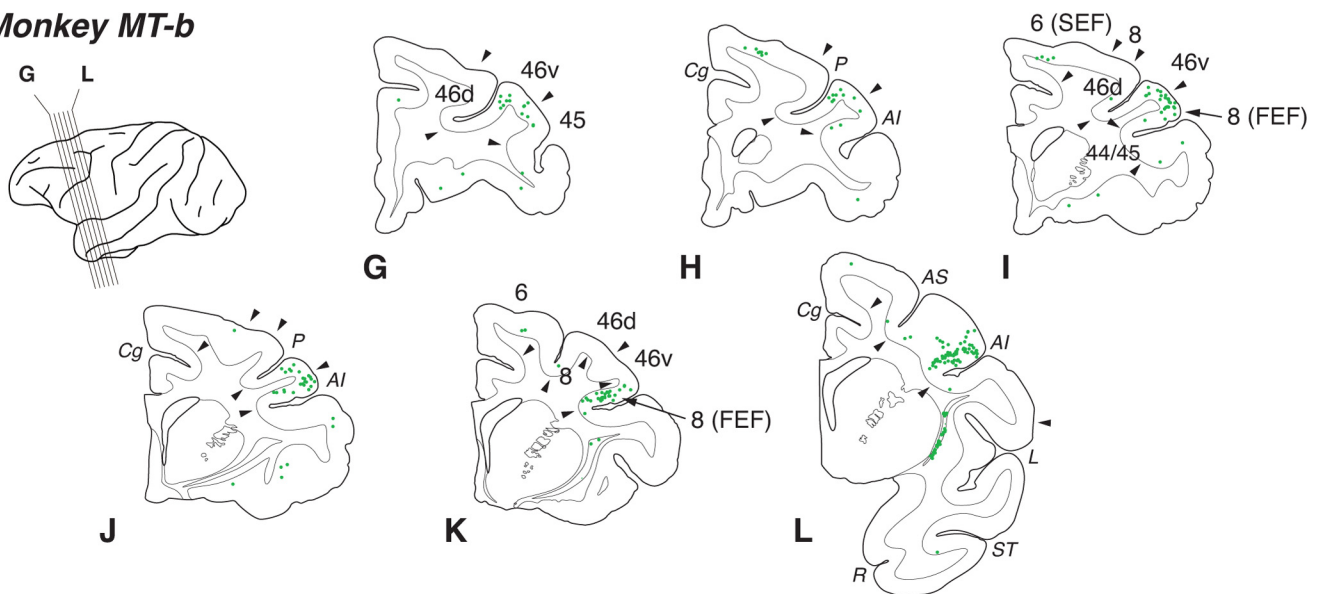 Monkey MT-b
G L
46v
46d
45
G
Cg
P
AI
H
6 (SEF)
8
46v
46d
8 (FEF)
44/45
I
Cg
P
AI
J
6
46d
46v
8
8 (FEF)
K
AS
Cg
AI
L
ST
R
L